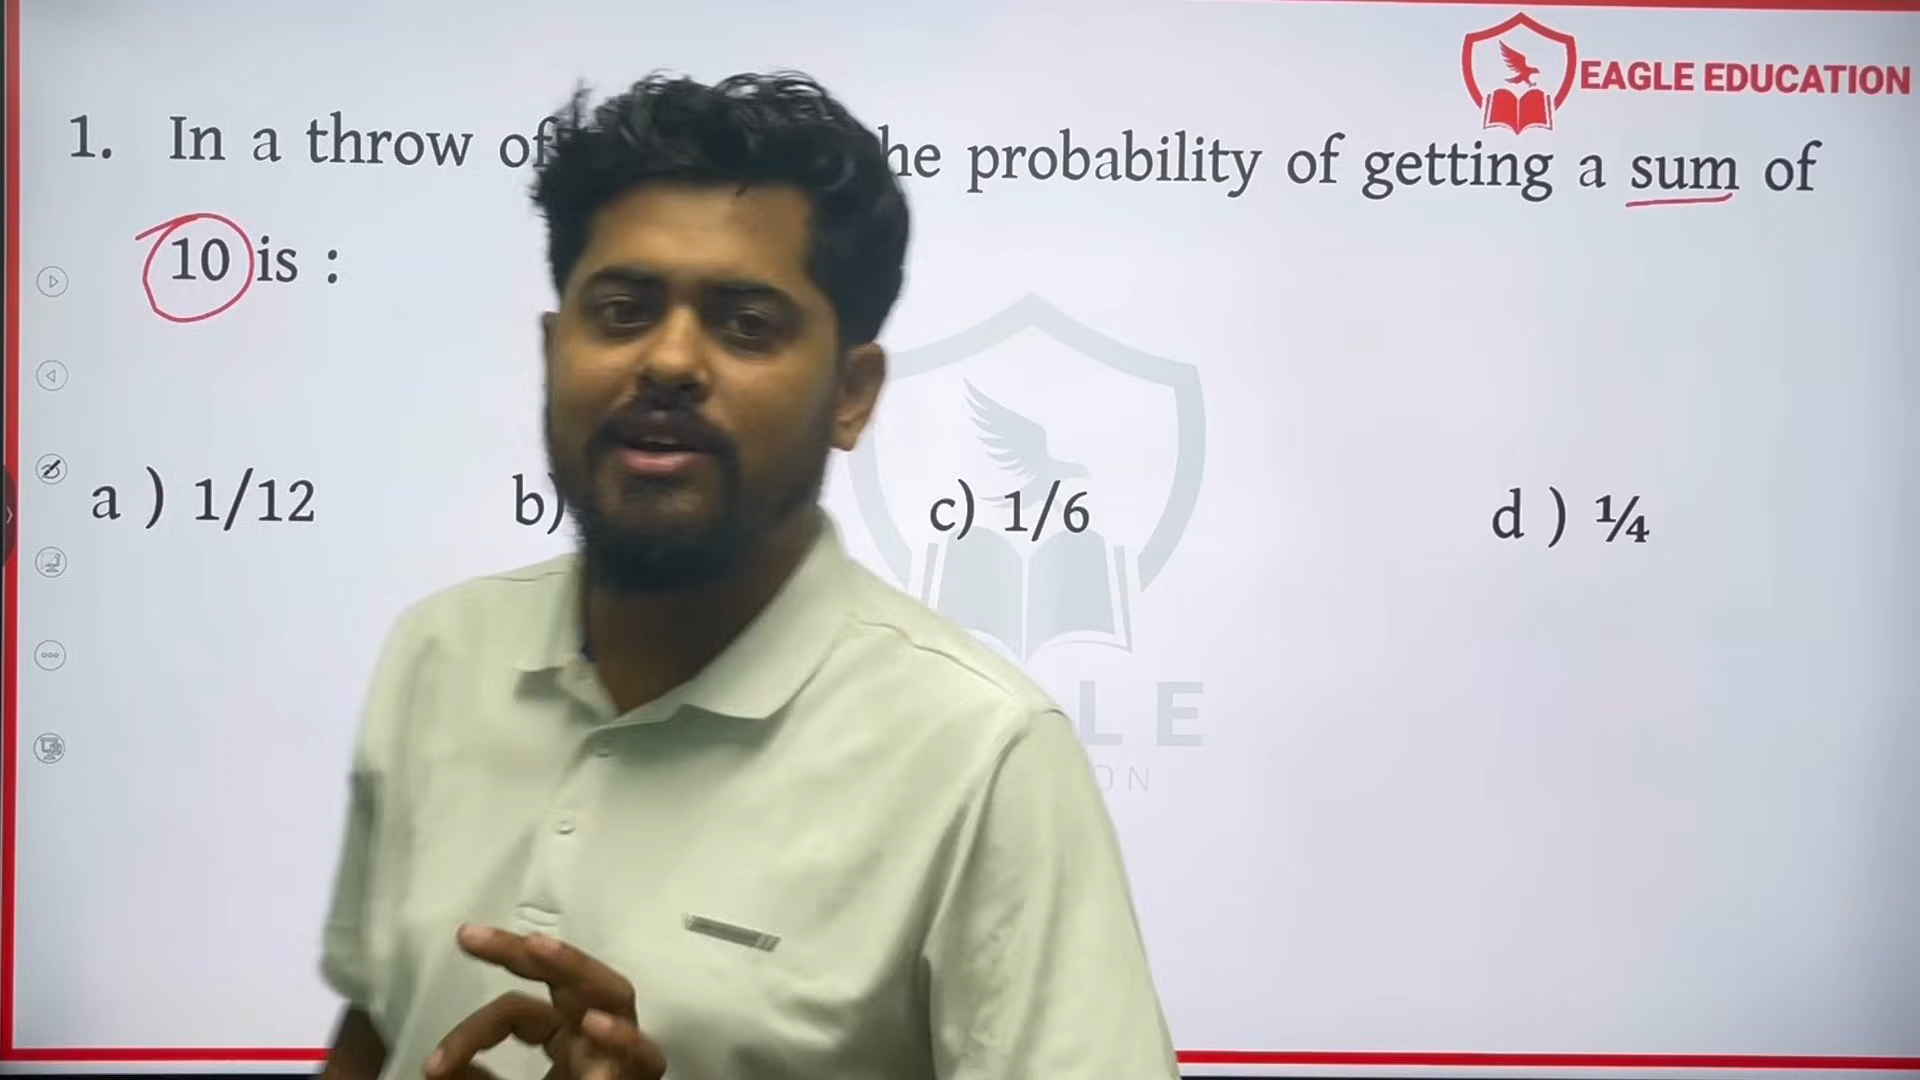 EAGLE EDUCATION
1. In a throw of he probability of getting a sum of
10 is :
a ) 1/12 b) c) 1/6 d ) ¼
L E
ON